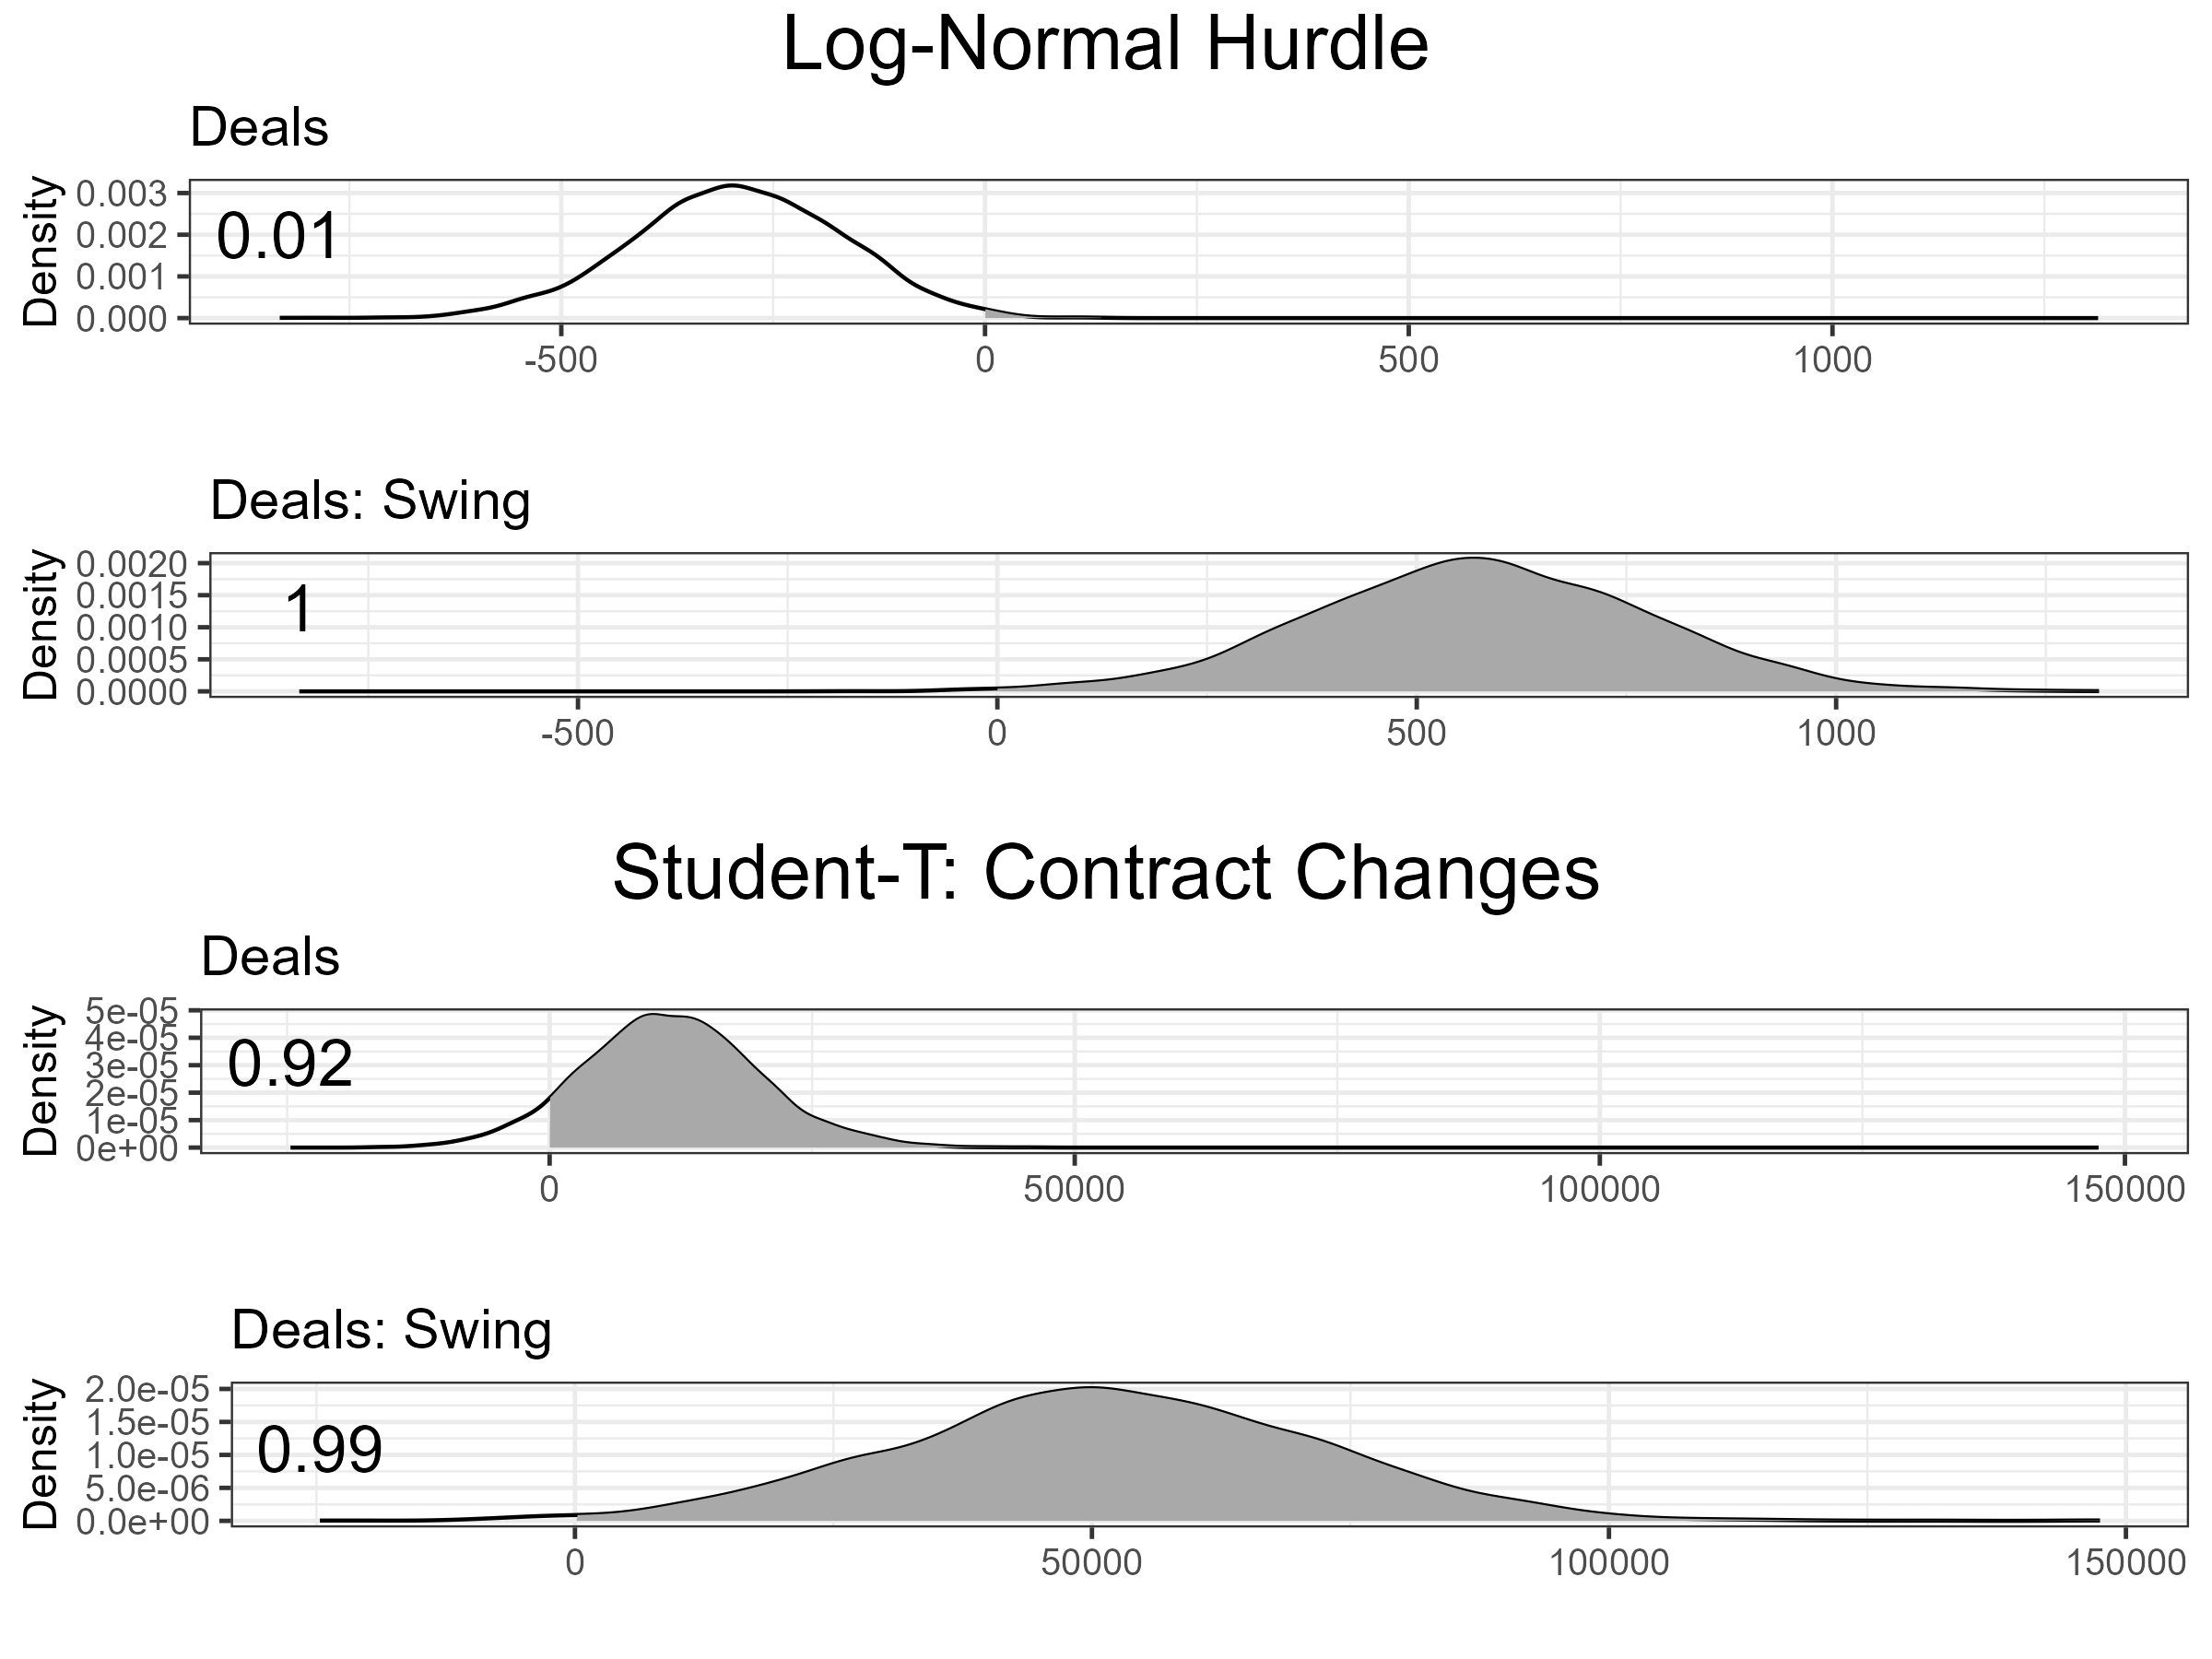 Log-Normal Hurdle
Deals
Density
0.003
0.002
0.001
0.000
0.01
-500 0 500 1000
Deals: Swing
Density
0.0020
0.0015
0.0010
0.0005
0.0000
1
-500 0 500 1000
Student-T: Contract Changes
Deals
Density
5e-05
4e-05
3e-05
2e-05
1e-05
0e+00
0.92
0 50000 100000 150000
Deals: Swing
Density
2.0e-05
1.5e-05
1.0e-05
5.0e-06
0.0e+00
0.99
0 50000 100000 150000